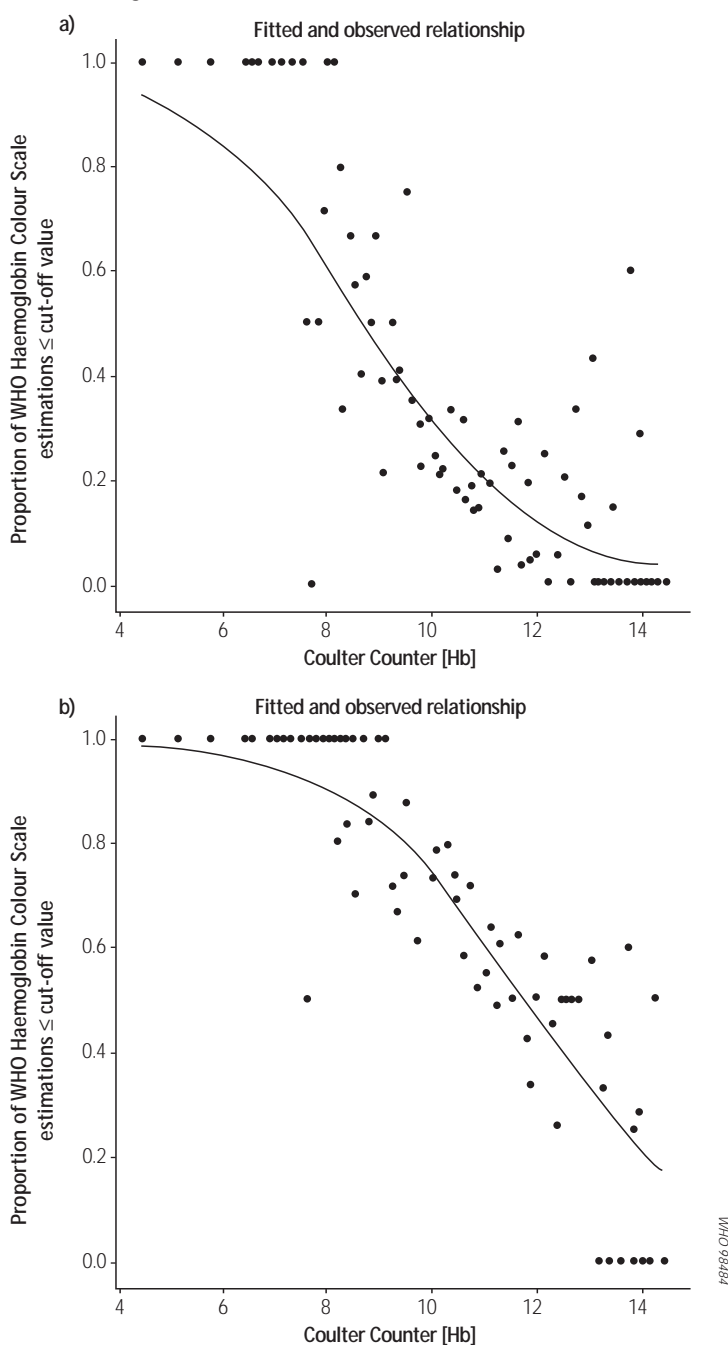 a)
Fitted and observed relationship
Proportion of WHO Haemoglobin Colour Scale
estimations ≤ cut-off value
1.0
0.8
0.6
0.4
0.2
0.0
4 6 8 10 12 14
Coulter Counter [Hb]
b)
Fitted and observed relationship
Proportion of WHO Haemoglobin Colour Scale
estimations ≤ cut-off value
1.0
0.8
0.6
0.4
0.2
0.0
4 6 8 10 12 14
Coulter Counter [Hb]
WHO 98484